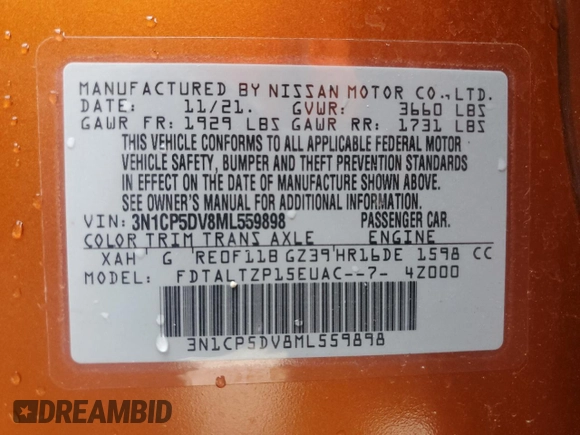 MANUFACTURED BY NISSAN MOTOR CO.,LTD.
DATE: 11/21. GVWR: 3660 LBS
GAWR FR: 1929 LBS GAWR RR: 1731 LBS
THIS VEHICLE CONFORMS TO ALL APPLICABLE FEDERAL MOTOR
VEHICLE SAFETY, BUMPER AND THEFT PREVENTION STANDARDS
IN EFFECT ON THE DATE OF MANUFACTURE SHOWN ABOVE.
SEE OWNER'S MANUAL FOR ADDITIONAL INFORMATION.
VIN: 3N1CP5DV8ML559898 PASSENGER CAR.
COLOR TRIM TRANS AXLE ENGINE
XAH G RE0F11B GZ39 HR16DE 1598 CC
MODEL: FDTALTZP15EUAC--7- 4Z000
3N1CP5DV8ML559898
DREAMBID